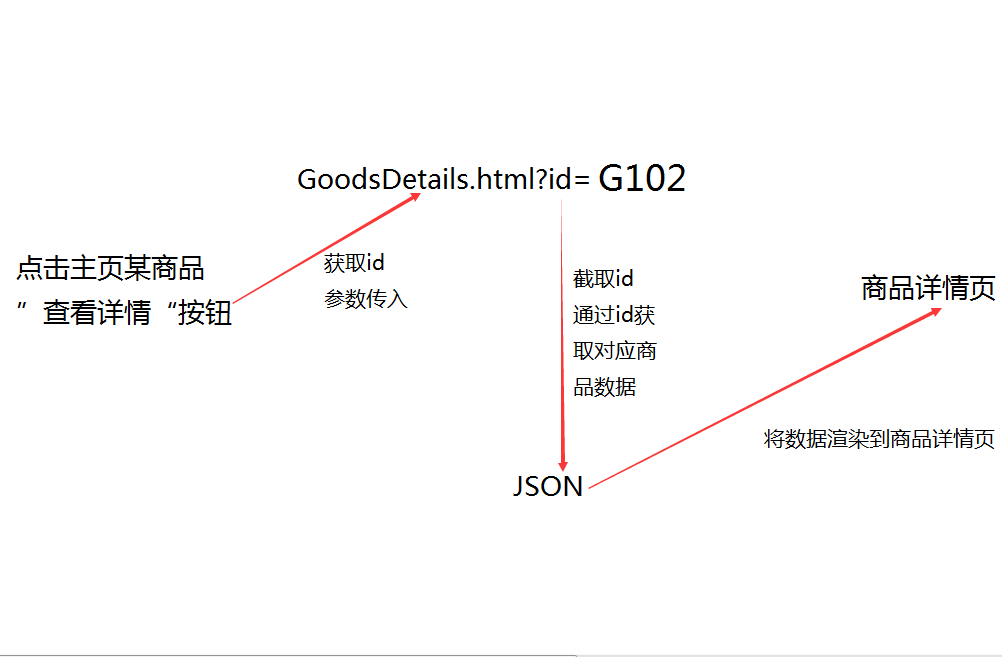 GoodsDetails.html?id= G102
点击主页某商品
”查看详情“按钮
获取id
参数传入
截取id
通过id获
取对应商
品数据
商品详情页
将数据渲染到商品详情页
JSON